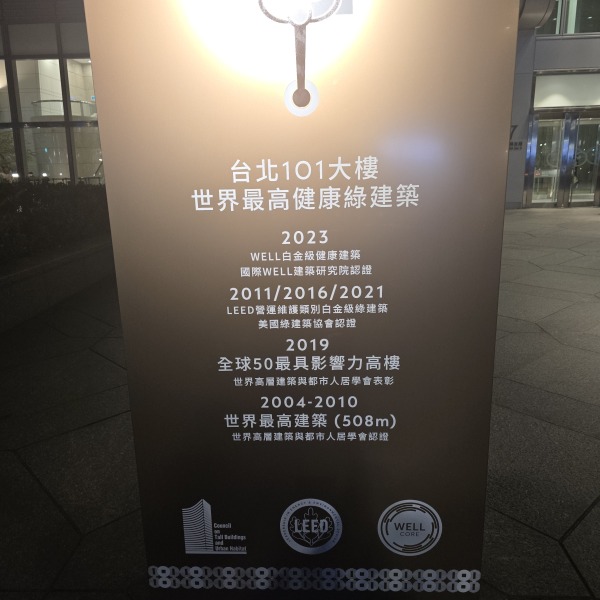 台北101大樓
世界最高健康綠建築
2023
WELL白金級健康建築
國際WELL建築研究院認證
2011/2016/2021
LEED營運維護類別白金級綠建築
美國綠建築協會認證
2019
全球50最具影響力高樓
世界高層建築與都市人居學會表彰
2004-2010
世界最高建築 (508m)
世界高層建築與都市人居學會認證
Council
on
Tall Buildings
and
Urban Habitat
LEED
WELL
CORE